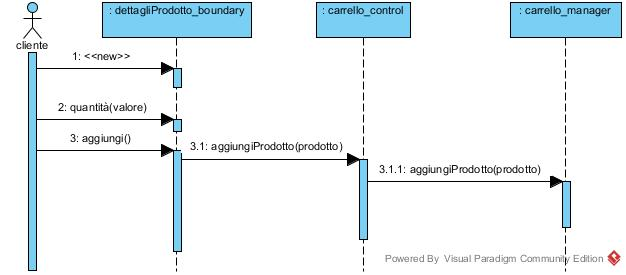 : dettagliProdotto_boundary
: carrello_control
: carrello_manager
cliente
1: <<new>>
2: quantità(valore)
3: aggiungi()
3.1: aggiungiProdotto(prodotto)
3.1.1: aggiungiProdotto(prodotto)
Powered By Visual Paradigm Community Edition